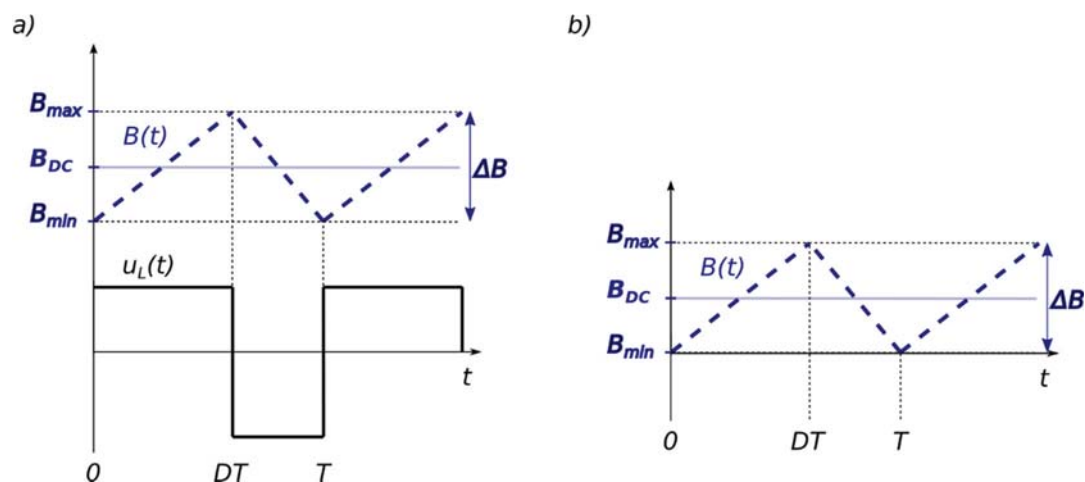 a)
B_max
B(t)
B_DC
ΔB
B_min
u_L(t)
t
0 DT T
b)
B_max
B(t)
B_DC
ΔB
B_min
t
0 DT T